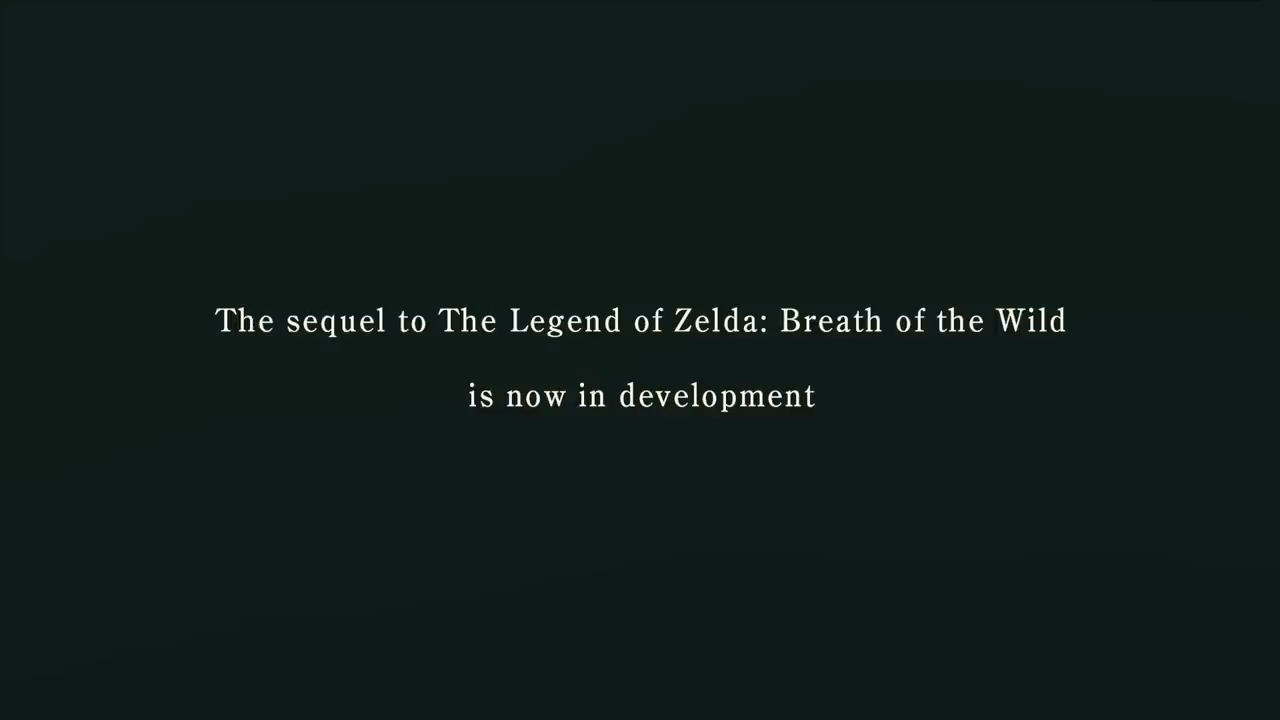 The sequel to The Legend of Zelda: Breath of the Wild
is now in development